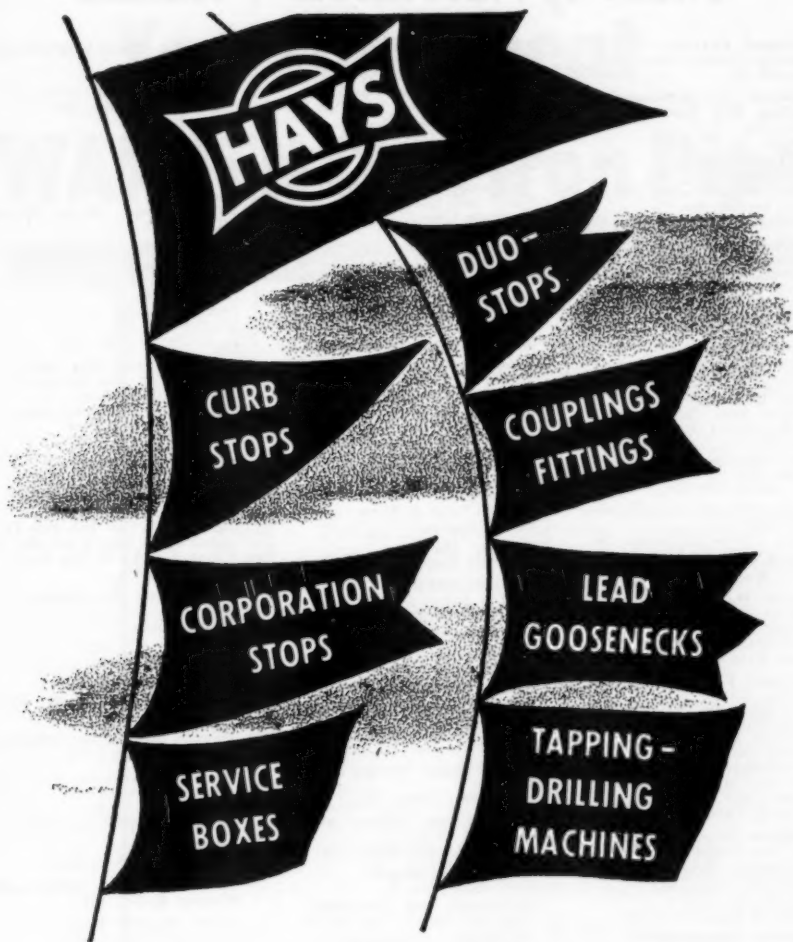 HAYS
DUO-
STOPS
CURB
STOPS
COUPLINGS
FITTINGS
CORPORATION
STOPS
LEAD
GOOSENECKS
SERVICE
BOXES
TAPPING-
DRILLING
MACHINES